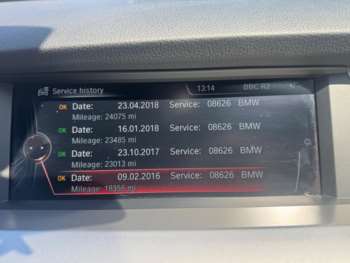 Service history 13:14 BBC R2
OK Date: 23.04.2018 Service: 08626 BMW
Mileage: 24075 mi
OK Date: 16.01.2018 Service: 08626 BMW
Mileage: 23485 mi
OK Date: 23.10.2017 Service: 08626 BMW
Mileage: 23013 mi
OK Date: 09.02.2016 Service: 08626 BMW
Mileage: 18356 mi